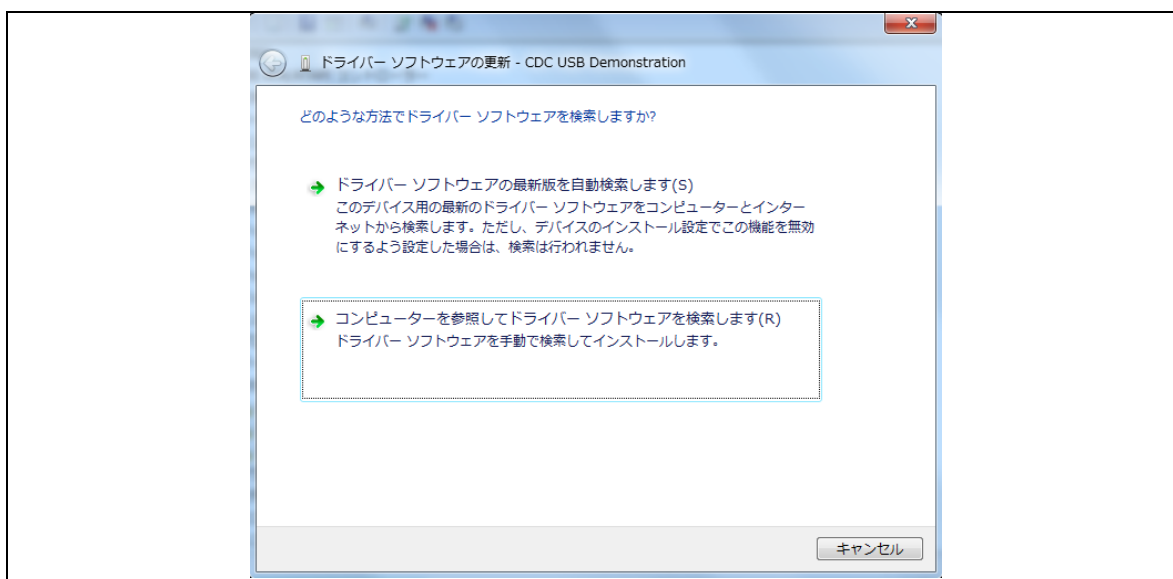 ドライバー ソフトウェアの更新 - CDC USB Demonstration
どのような方法でドライバー ソフトウェアを検索しますか?
ドライバー ソフトウェアの最新版を自動検索します(S)
このデバイス用の最新のドライバー ソフトウェアをコンピューターとインター
ネットから検索します。ただし、デバイスのインストール設定でこの機能を無効
にするよう設定した場合は、検索は行われません。
コンピューターを参照してドライバー ソフトウェアを検索します(R)
ドライバー ソフトウェアを手動で検索してインストールします。
キャンセル